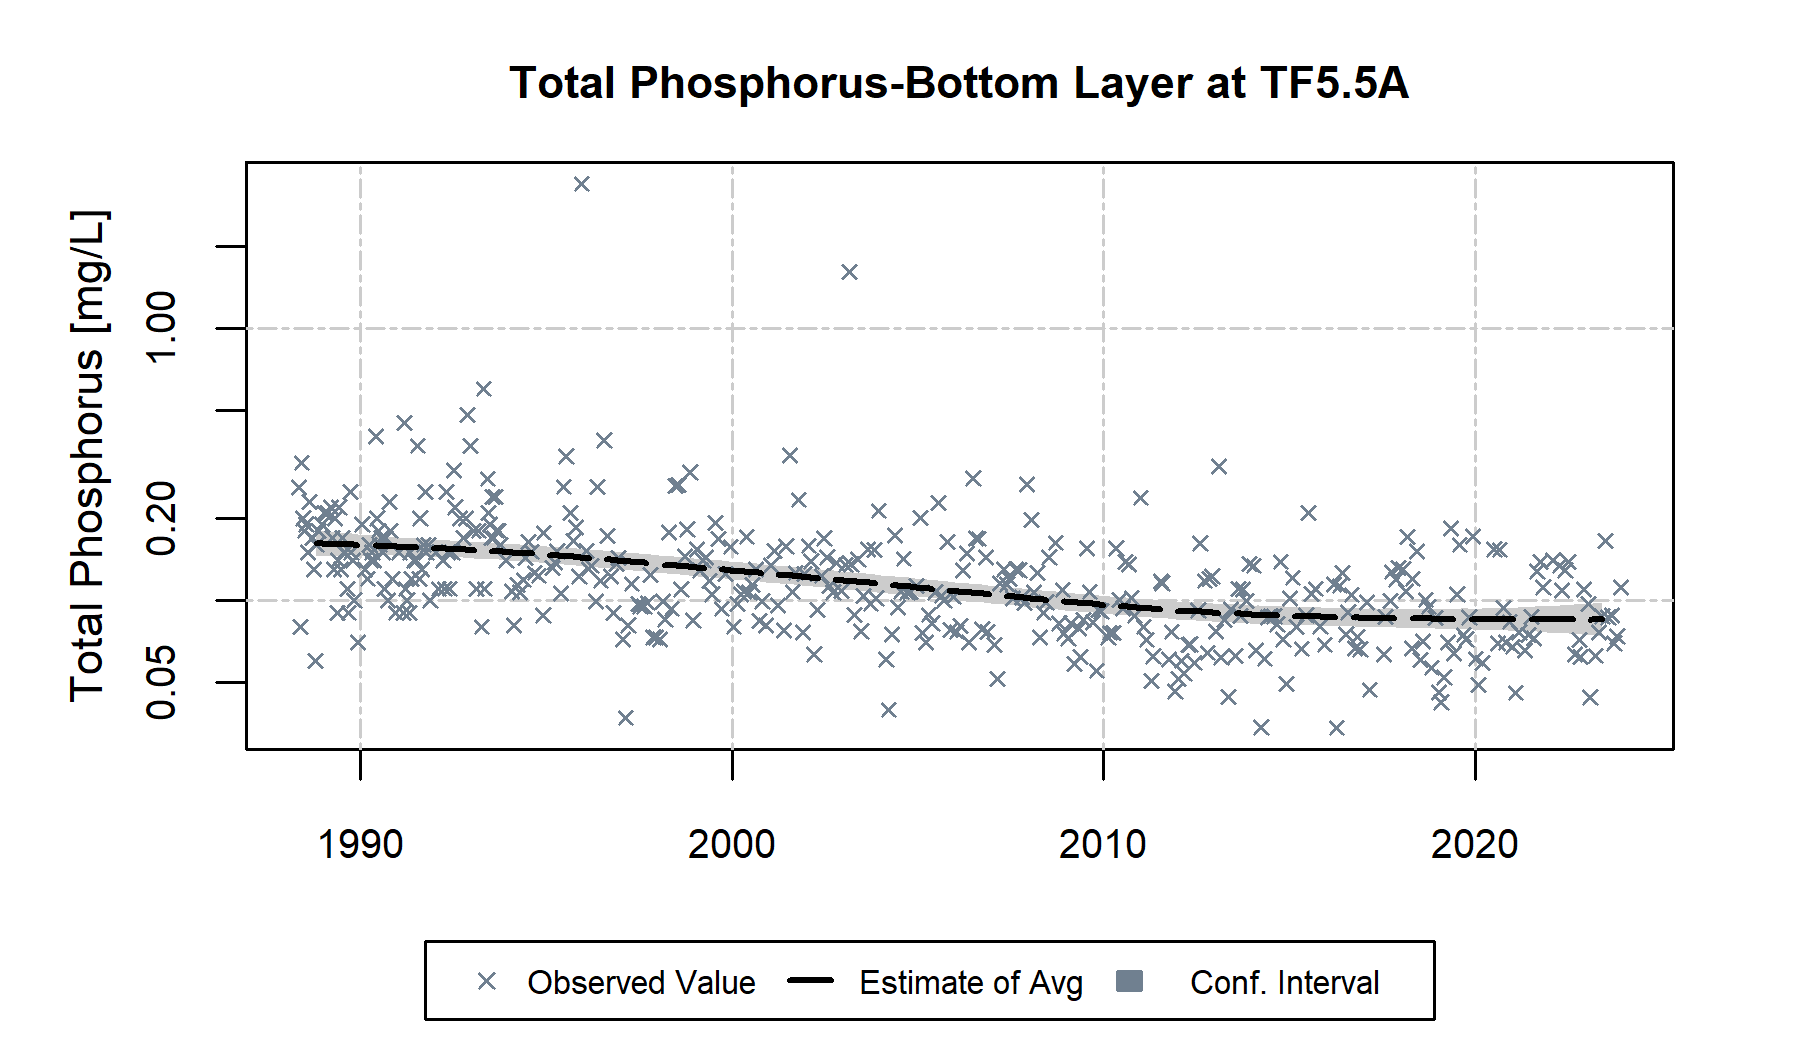 Total Phosphorus-Bottom Layer at TF5.5A
Total Phosphorus [mg/L]
1.00
0.20
0.05
1990 2000 2010 2020
Observed Value Estimate of Avg Conf. Interval